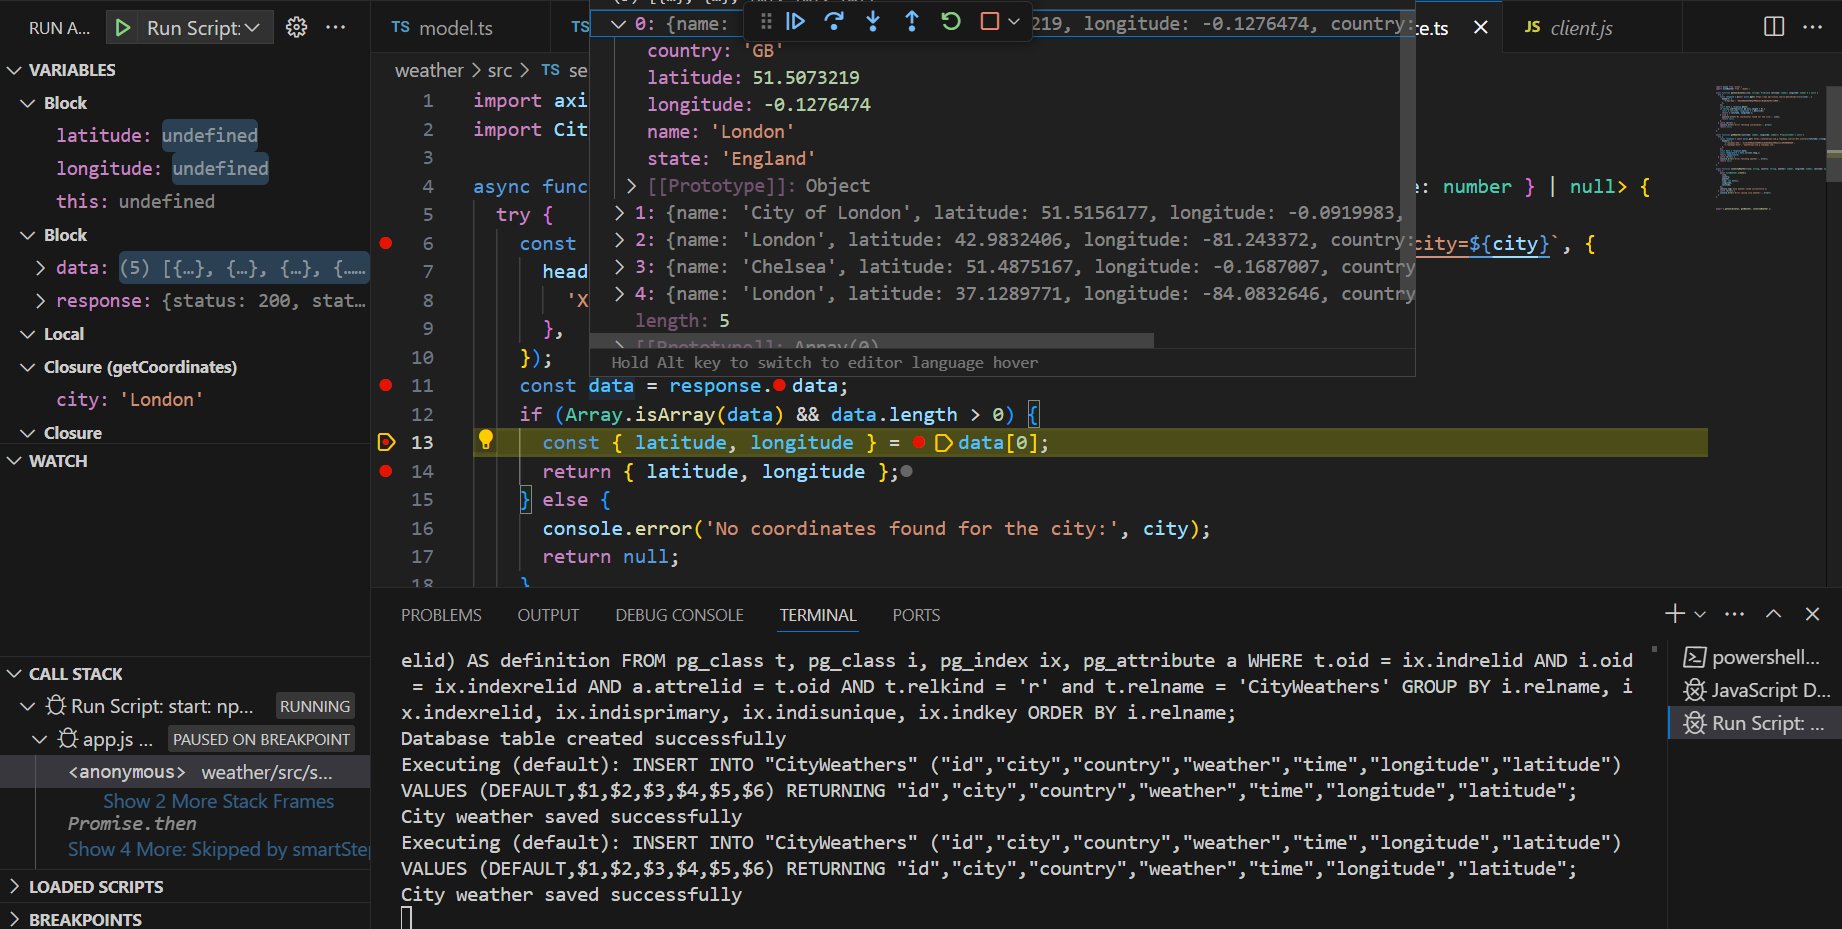 RUN A...
Run Script:
TS model.ts
TS
ce.ts
JS client.js
VARIABLES
Block
latitude: undefined
longitude: undefined
this: undefined
Block
data: (5) [{…}, {…}, {…}, {……
response: {status: 200, stat…
Local
Closure (getCoordinates)
city: 'London'
Closure
WATCH
CALL STACK
Run Script: start: np...
RUNNING
app.js ...
PAUSED ON BREAKPOINT
<anonymous> weather/src/s...
Show 2 More Stack Frames
Promise.then
Show 4 More: Skipped by smartStep
LOADED SCRIPTS
BREAKPOINTS
weather > src > TS se
0: {name: 219, longitude: -0.1276474, country:
country: 'GB'
latitude: 51.5073219
longitude: -0.1276474
name: 'London'
state: 'England'
[[Prototype]]: Object
1: {name: 'City of London', latitude: 51.5156177, longitude: -0.0919983,
2: {name: 'London', latitude: 42.9832406, longitude: -81.243372, country:
3: {name: 'Chelsea', latitude: 51.4875167, longitude: -0.1687007, country
4: {name: 'London', latitude: 37.1289771, longitude: -84.0832646, country
length: 5
[[Prototype]]: Array(0)
Hold Alt key to switch to editor language hover
1 import axi
2 import Cit
3
4 async func e: number } | null> {
5 try {
6 const city=${city}`, {
7 head
8 'X
9 },
10 });
11 const data = response.data;
12 if (Array.isArray(data) && data.length > 0) {
13 const { latitude, longitude } = data[0];
14 return { latitude, longitude };
15 } else {
16 console.error('No coordinates found for the city:', city);
17 return null;
18 }
PROBLEMS OUTPUT DEBUG CONSOLE TERMINAL PORTS
elid) AS definition FROM pg_class t, pg_class i, pg_index ix, pg_attribute a WHERE t.oid = ix.indrelid AND i.oid
= ix.indexrelid AND a.attrelid = t.oid AND t.relkind = 'r' and t.relname = 'CityWeathers' GROUP BY i.relname, i
x.indexrelid, ix.indisprimary, ix.indisunique, ix.indkey ORDER BY i.relname;
Database table created successfully
Executing (default): INSERT INTO "CityWeathers" ("id","city","country","weather","time","longitude","latitude")
VALUES (DEFAULT,$1,$2,$3,$4,$5,$6) RETURNING "id","city","country","weather","time","longitude","latitude";
City weather saved successfully
Executing (default): INSERT INTO "CityWeathers" ("id","city","country","weather","time","longitude","latitude")
VALUES (DEFAULT,$1,$2,$3,$4,$5,$6) RETURNING "id","city","country","weather","time","longitude","latitude";
City weather saved successfully
powershell...
JavaScript D...
Run Script: ...